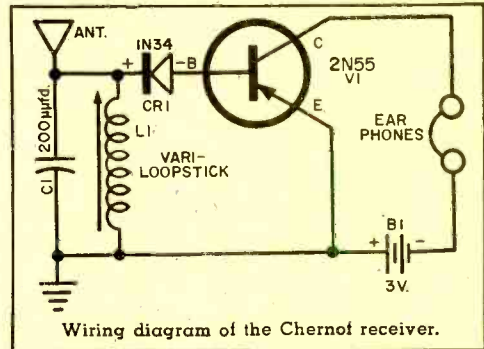 ANT.
+
1N34
-B
CR1
C
2N55
V1
E
200μμfd.
C1
L1
VARI-
LOOPSTICK
EAR
PHONES
B1
+
-
3V.
Wiring diagram of the Chernof receiver.